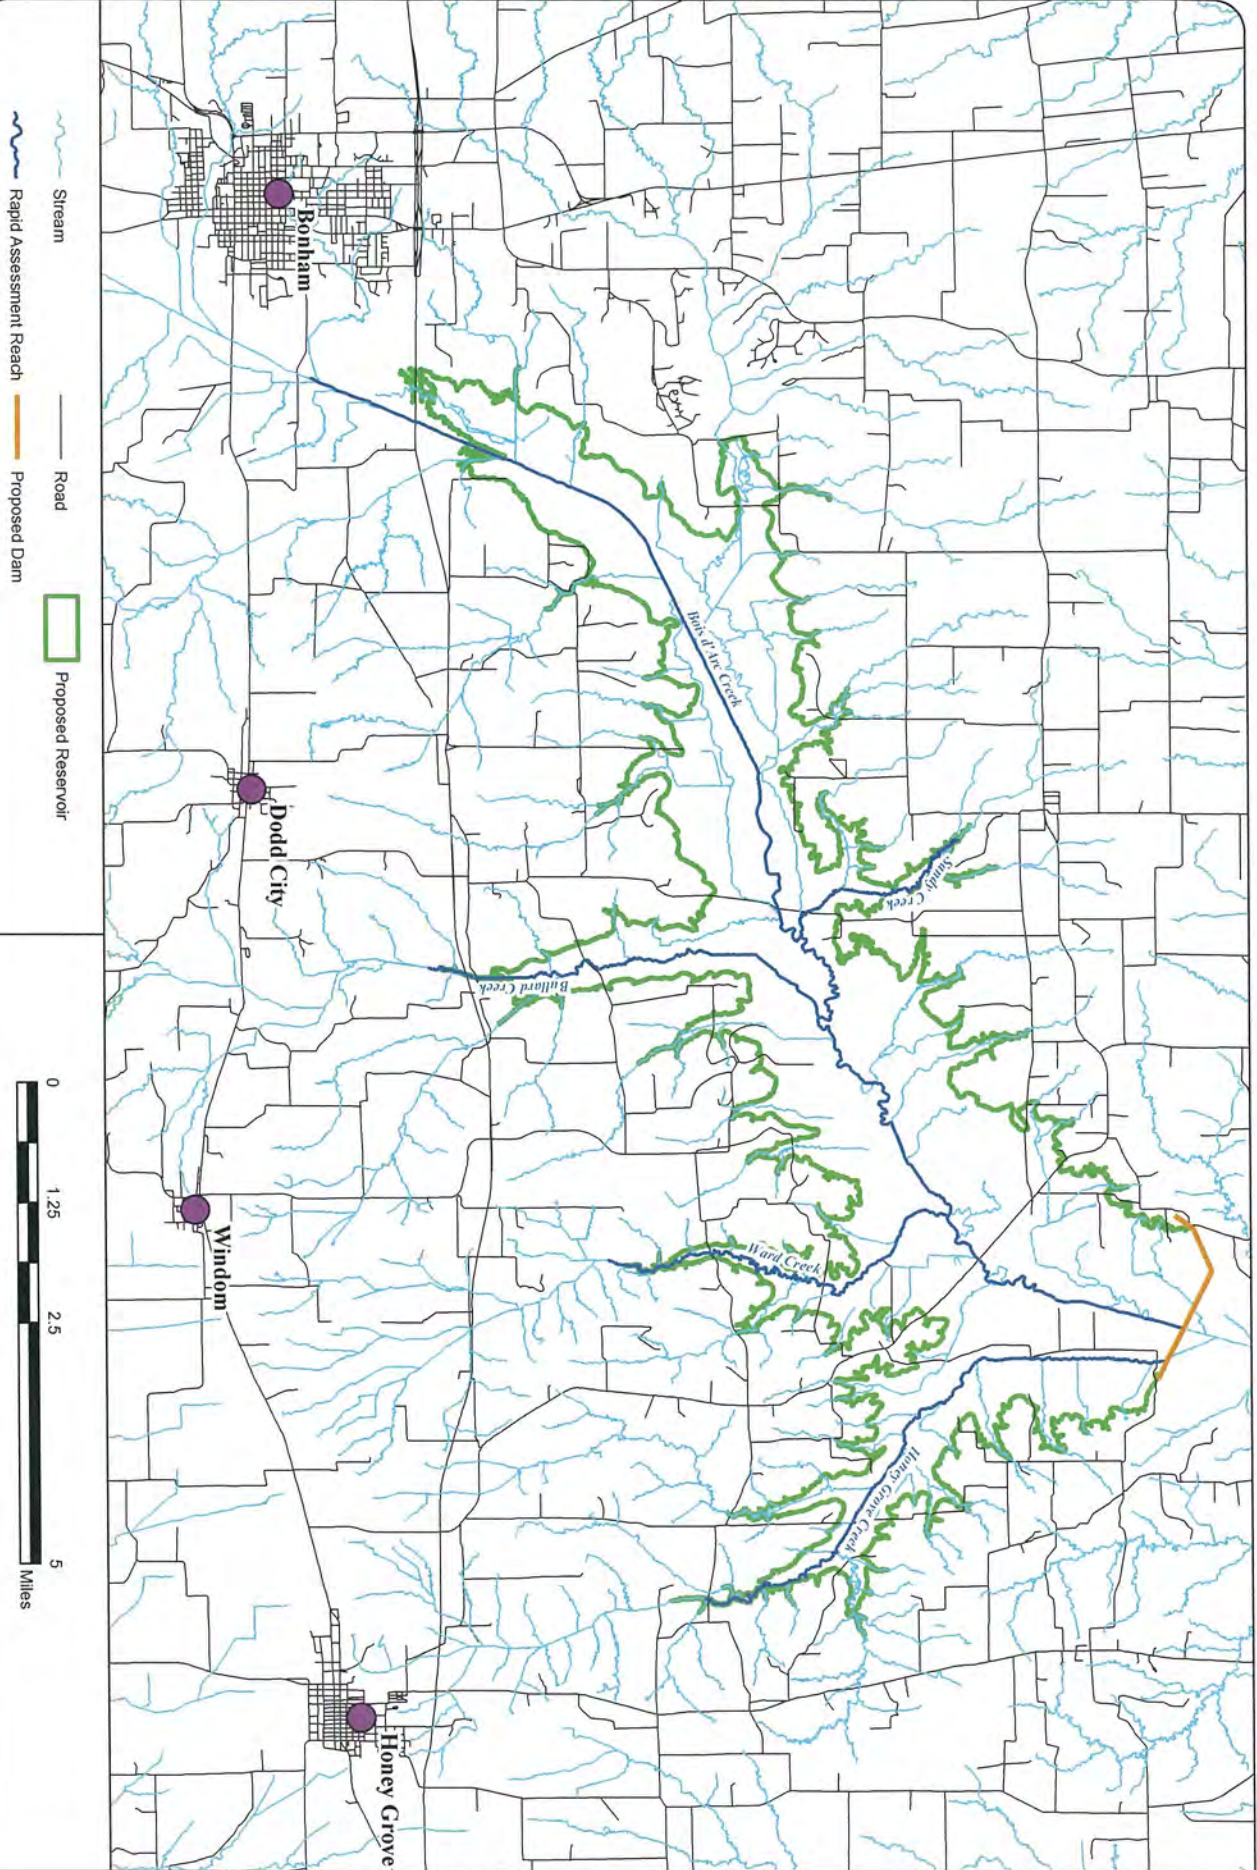 Bois d'Arc Creek
Sandy Creek
Bullard Creek
Ward Creek
Honey Grove Creek
Bonham
Dodd City
Windom
Honey Grove
Stream
Road
Proposed Reservoir
Rapid Assessment Reach
Proposed Dam
0 1.25 2.5 5
Miles